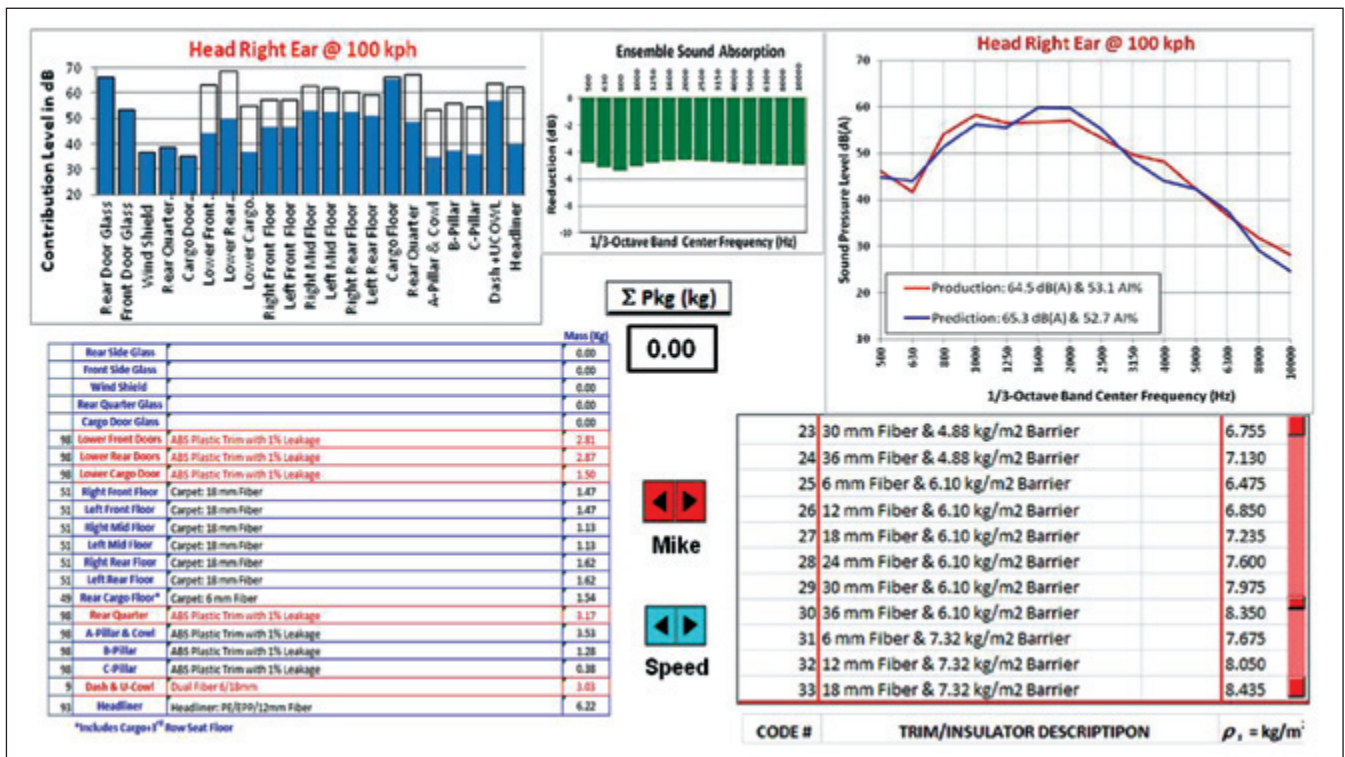 Head Right Ear @ 100 kph
Contribution Level in dB
70
60
50
40
30
20
Rear Door Glass
Front Door Glass
Wind Shield
Rear Quarter.
Cargo Door.
Lower Front.
Lower Rear.
Lower Cargo.
Right Front Floor
Left Front Floor
Right Mid Floor
Left Mid Floor
Right Rear Floor
Left Rear Floor
Cargo Floor
Rear Quarter
A-Pillar & Cowl
B-Pillar
C-Pillar
Dash +UCOWL
Headliner
Ensemble Sound Absorption
500 630 800 1000 1250 1600 2000 2500 3150 4000 5000 6300 8000 10000
Reduction (dB)
0
-2
-4
-6
-8
-10
1/3-Octave Band Center Frequency (Hz)
Head Right Ear @ 100 kph
Sound Pressure Level dB(A)
70
60
50
40
30
20
10
Production: 64.5 dB(A) & 53.1 AI%
Prediction: 65.3 dB(A) & 52.7 AI%
500 630 800 1000 1250 1600 2000 2500 3150 4000 5000 6300 8000 10000
1/3-Octave Band Center Frequency (Hz)
Σ Pkg (kg)
0.00
Mike
Speed
Mass (Kg)
Rear Side Glass 0.00
Front Side Glass 0.00
Wind Shield 0.00
Rear Quarter Glass 0.00
Cargo Door Glass 0.00
98 Lower Front Doors ABS Plastic Trim with 1% Leakage 2.81
98 Lower Rear Doors ABS Plastic Trim with 1% Leakage 2.87
98 Lower Cargo Door ABS Plastic Trim with 1% Leakage 1.50
51 Right Front Floor Carpet: 18 mm Fiber 1.47
51 Left Front Floor Carpet: 18 mm Fiber 1.47
51 Right Mid Floor Carpet: 18 mm Fiber 1.13
51 Left Mid Floor Carpet: 18 mm Fiber 1.13
51 Right Rear Floor Carpet: 18 mm Fiber 1.62
51 Left Rear Floor Carpet: 18 mm Fiber 1.62
49 Rear Cargo Floor* Carpet: 6 mm Fiber 1.54
98 Rear Quarter ABS Plastic Trim with 1% Leakage 3.17
98 A-Pillar & Cowl ABS Plastic Trim with 1% Leakage 3.53
98 B-Pillar ABS Plastic Trim with 1% Leakage 1.28
98 C-Pillar ABS Plastic Trim with 1% Leakage 0.38
9 Dash & U-Cowl Dual Fiber 6/18mm 3.03
93 Headliner Headliner: PE/EPP/12mm Fiber 6.22
*Includes Cargo+3rd Row Seat Floor
23 30 mm Fiber & 4.88 kg/m2 Barrier 6.755
24 36 mm Fiber & 4.88 kg/m2 Barrier 7.130
25 6 mm Fiber & 6.10 kg/m2 Barrier 6.475
26 12 mm Fiber & 6.10 kg/m2 Barrier 6.850
27 18 mm Fiber & 6.10 kg/m2 Barrier 7.235
28 24 mm Fiber & 6.10 kg/m2 Barrier 7.600
29 30 mm Fiber & 6.10 kg/m2 Barrier 7.975
30 36 mm Fiber & 6.10 kg/m2 Barrier 8.350
31 6 mm Fiber & 7.32 kg/m2 Barrier 7.675
32 12 mm Fiber & 7.32 kg/m2 Barrier 8.050
33 18 mm Fiber & 7.32 kg/m2 Barrier 8.435
CODE # TRIM/INSULATOR DESCRIPTIPON ρs = kg/m²